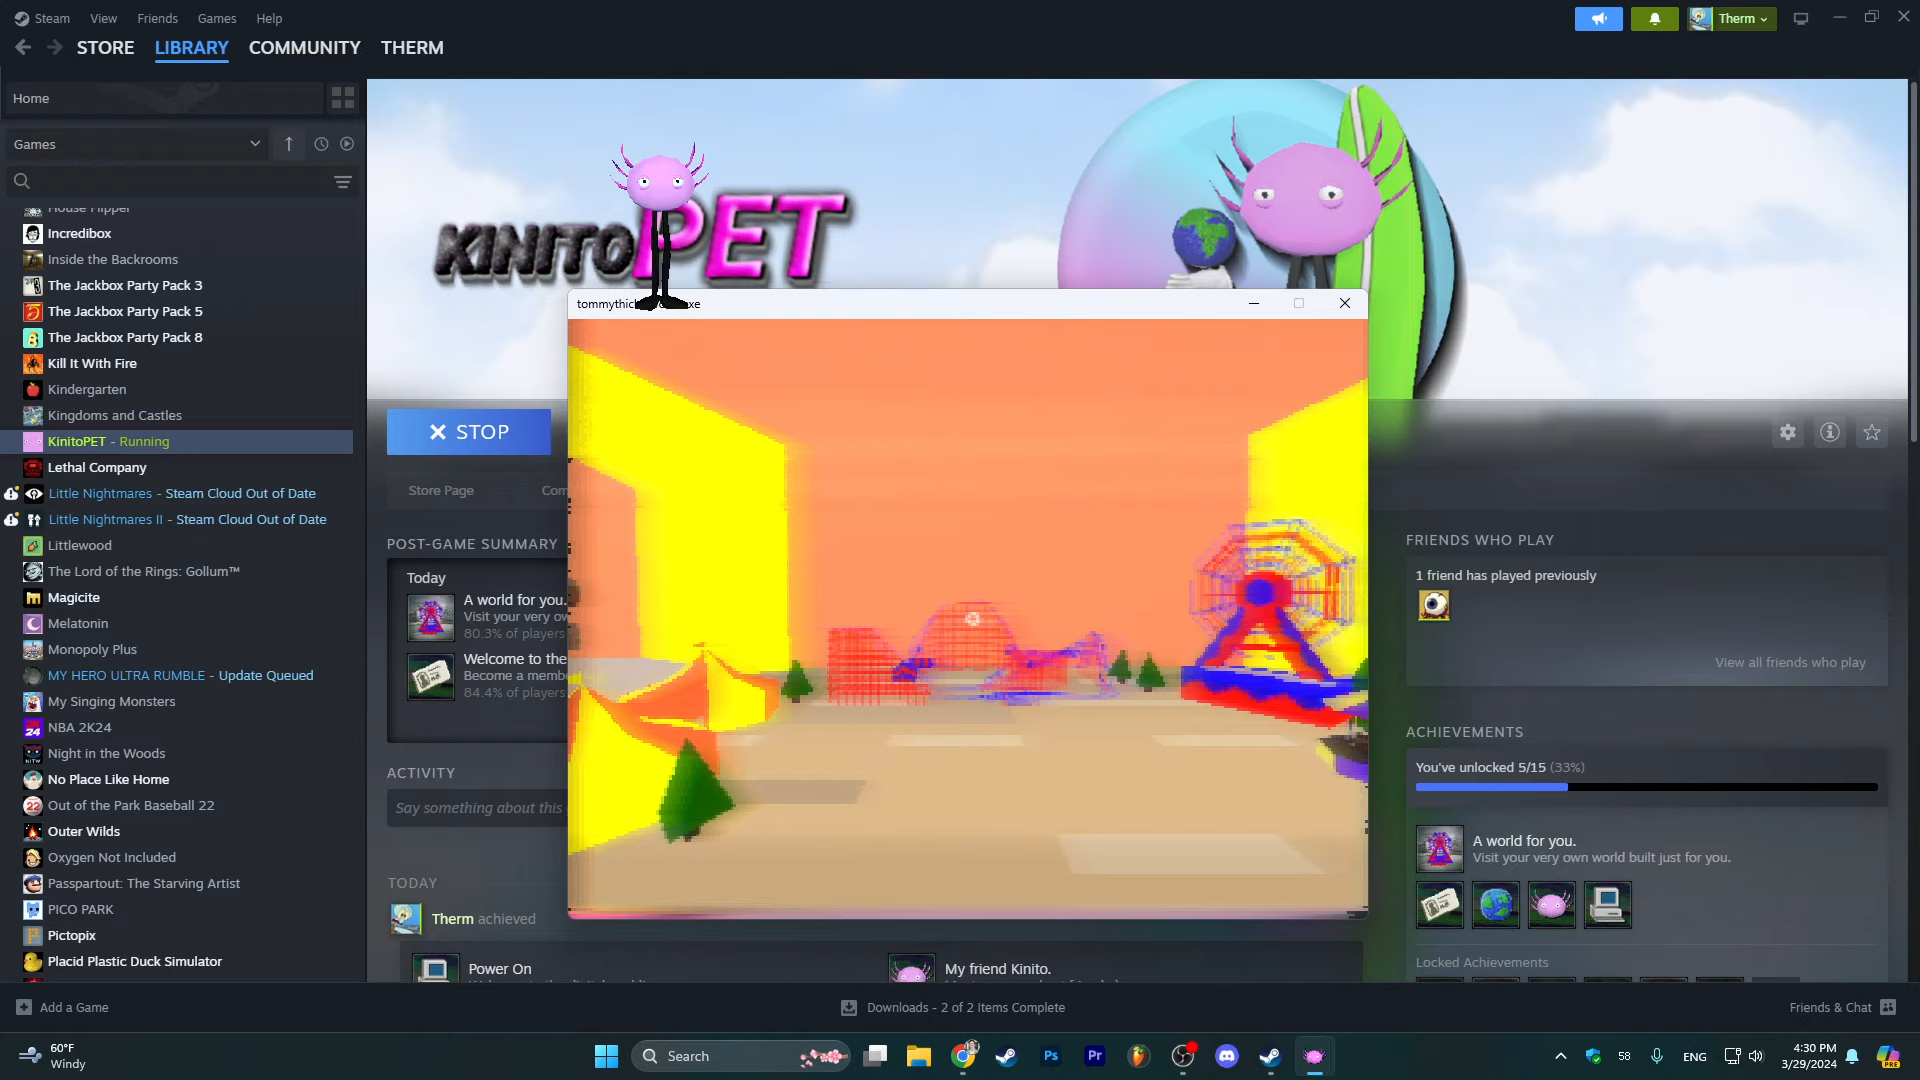 Steam View Friends Games Help
Therm
STORE LIBRARY COMMUNITY THERM
Home
Games
House Flipper
Incredibox
Inside the Backrooms
The Jackbox Party Pack 3
The Jackbox Party Pack 5
The Jackbox Party Pack 8
Kill It With Fire
Kindergarten
Kingdoms and Castles
KinitoPET - Running
Lethal Company
Little Nightmares - Steam Cloud Out of Date
Little Nightmares II - Steam Cloud Out of Date
Littlewood
The Lord of the Rings: Gollum™
Magicite
Melatonin
Monopoly Plus
MY HERO ULTRA RUMBLE - Update Queued
My Singing Monsters
NBA 2K24
Night in the Woods
No Place Like Home
Out of the Park Baseball 22
Outer Wilds
Oxygen Not Included
Passpartout: The Starving Artist
PICO PARK
Pictopix
Placid Plastic Duck Simulator
KINITOPET
STOP
Store Page
POST-GAME SUMMARY
Today
A world for you.
Visit your very
80.3% of players
Welcome to the
Become a
84.4% of players
ACTIVITY
Say something about this
TODAY
Therm achieved
Power On
My friend Kinito.
FRIENDS WHO PLAY
1 friend has played previously
View all friends who play
ACHIEVEMENTS
You've unlocked 5/15 (33%)
A world for you.
Visit your very own world built just for you.
Locked Achievements
Add a Game
Downloads - 2 of 2 Items Complete
Friends & Chat
60°F
Windy
Search
Ps
Pr
58
ENG
4:30 PM
3/29/2024
PRE